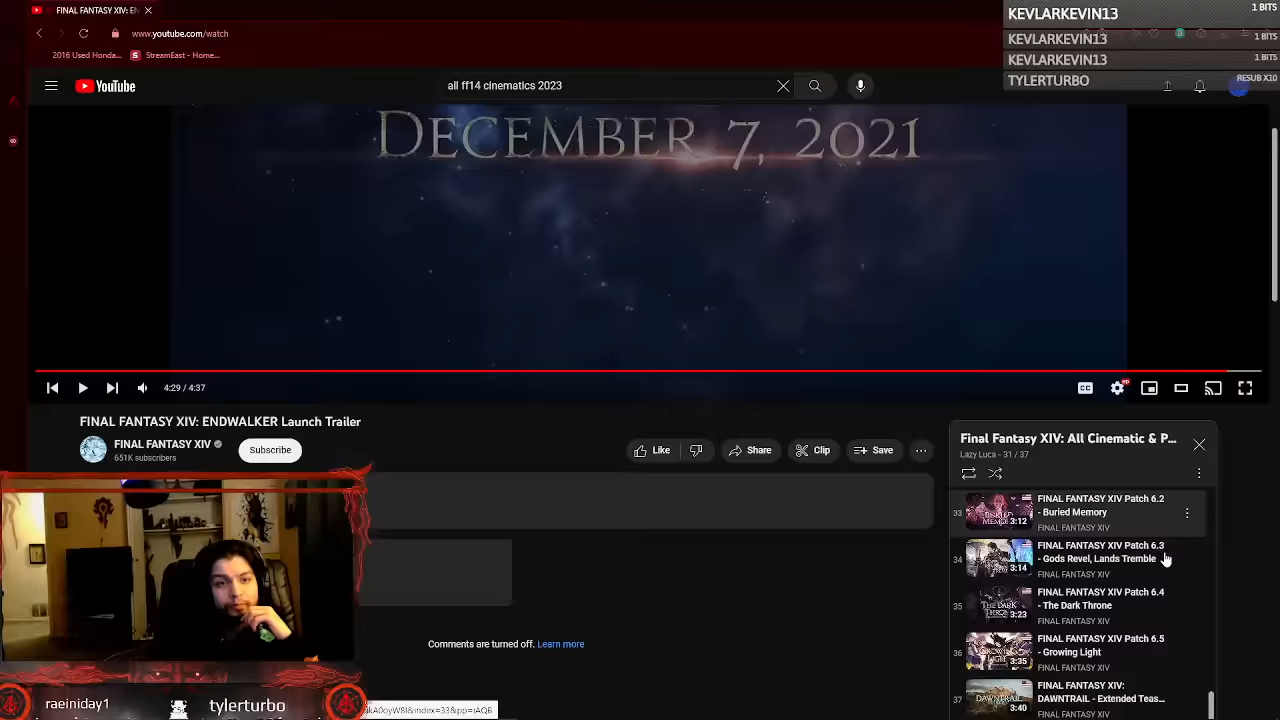 FINAL FANTASY XIV: EN
KEVLARKEVIN13
1 BITS
KEVLARKEVIN13
1 BITS
KEVLARKEVIN13
1 BITS
TYLERTURBO
RESUB X10
www.youtube.com/watch
2016 Used Honda...
StreamEast - Home...
YouTube
all ff14 cinematics 2023
DECEMBER 7, 2021
4:29 / 4:37
CC
HD
FINAL FANTASY XIV: ENDWALKER Launch Trailer
FINAL FANTASY XIV
651K subscribers
Subscribe
Like
Share
Clip
Save
Final Fantasy XIV: All Cinematic & P...
Lazy Luca - 31 / 37
33
3:12
FINAL FANTASY XIV Patch 6.2
- Buried Memory
FINAL FANTASY XIV
34
3:14
FINAL FANTASY XIV Patch 6.3
- Gods Revel, Lands Tremble
FINAL FANTASY XIV
35
3:23
FINAL FANTASY XIV Patch 6.4
- The Dark Throne
FINAL FANTASY XIV
36
3:35
FINAL FANTASY XIV Patch 6.5
- Growing Light
FINAL FANTASY XIV
37
3:40
FINAL FANTASY XIV:
DAWNTRAIL - Extended Teas...
FINAL FANTASY XIV
Comments are turned off. Learn more
raeiniday1
tylerturbo